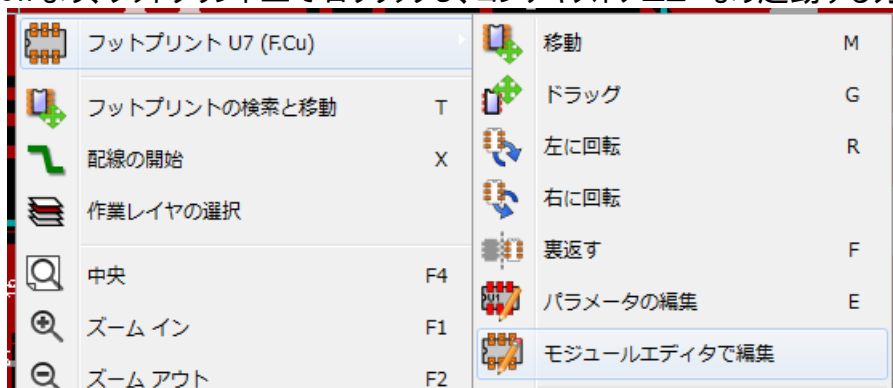 フットプリント U7 (F.Cu)
フットプリントの検索と移動 T
配線の開始 X
作業レイヤの選択
中央 F4
ズーム イン F1
ズーム アウト F2
移動 M
ドラッグ G
左に回転 R
右に回転
裏返す F
パラメータの編集 E
モジュールエディタで編集